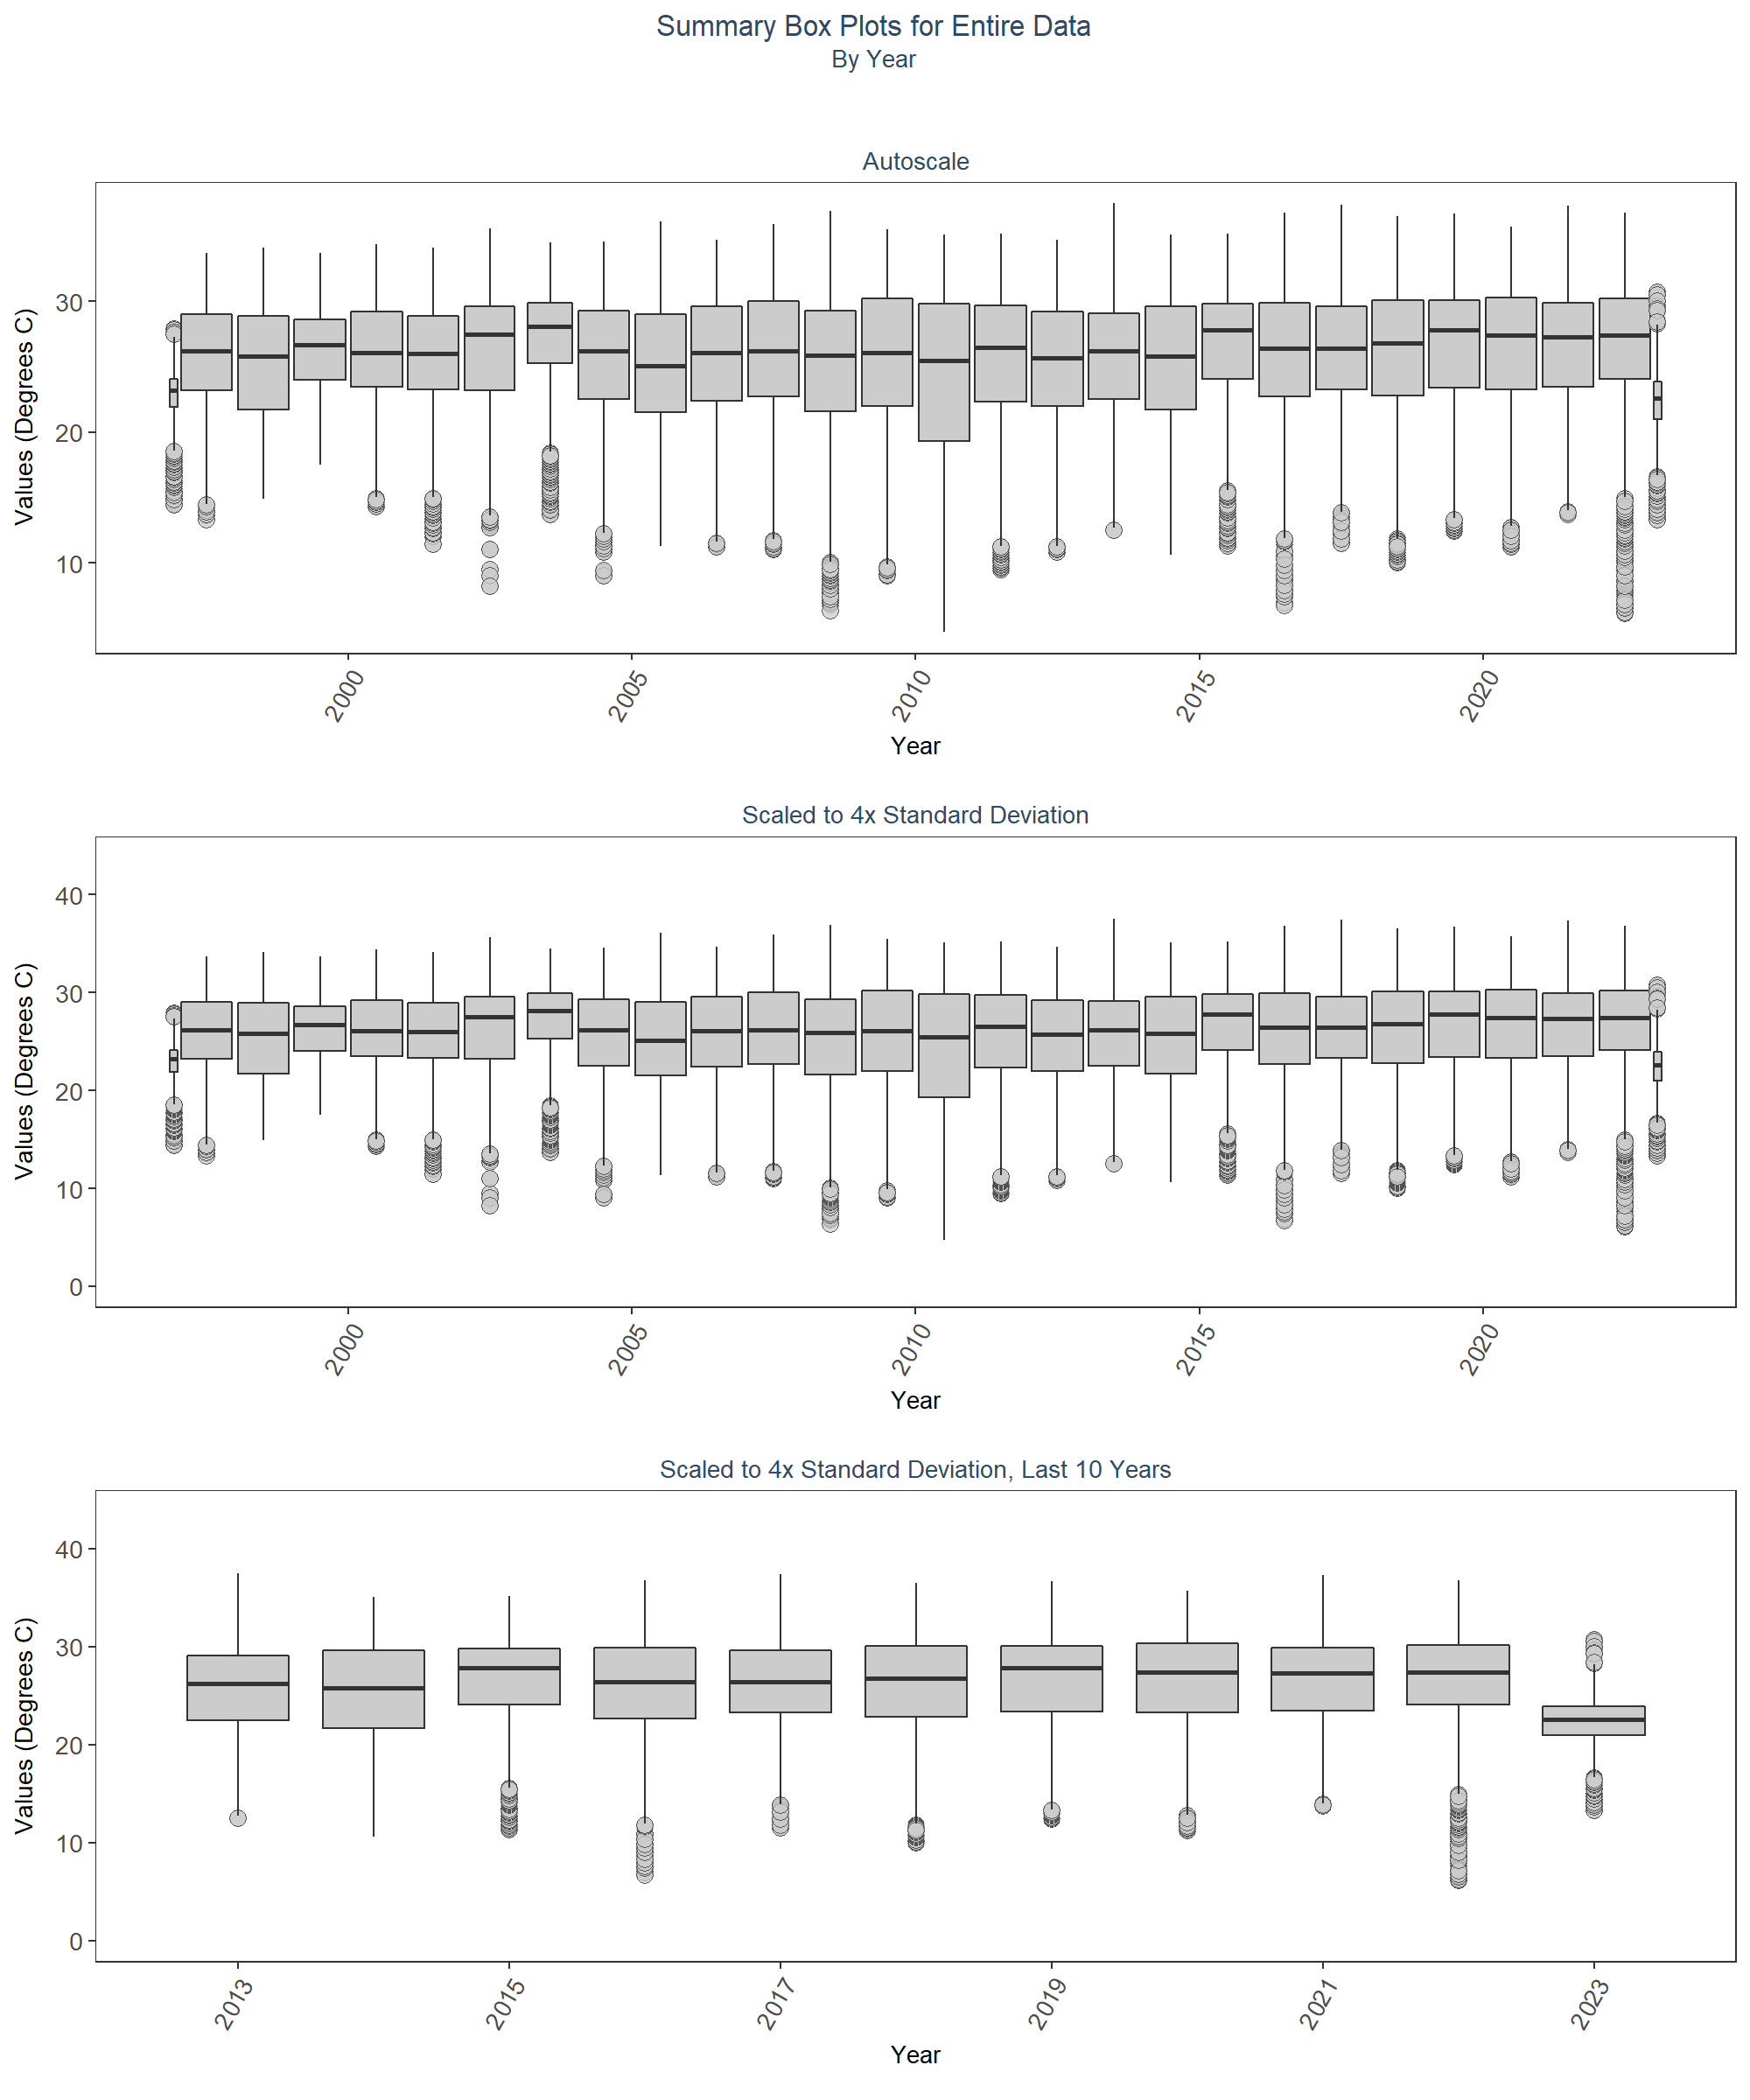 Summary Box Plots for Entire Data
By Year
Autoscale
Values (Degrees C)
30
20
10
2000
2005
2010
2015
2020
Year
Scaled to 4x Standard Deviation
Values (Degrees C)
40
30
20
10
0
2000
2005
2010
2015
2020
Year
Scaled to 4x Standard Deviation, Last 10 Years
Values (Degrees C)
40
30
20
10
0
2013
2015
2017
2019
2021
2023
Year